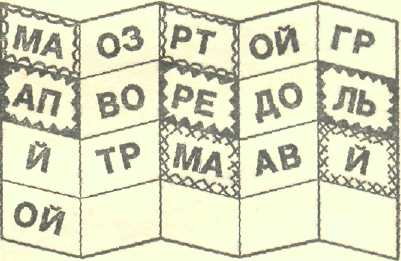 МА ОЗ РТ ОЙ ГР
АП ВО РЕ ДО ЛЬ
Й ТР МА АВ Й
ОЙ